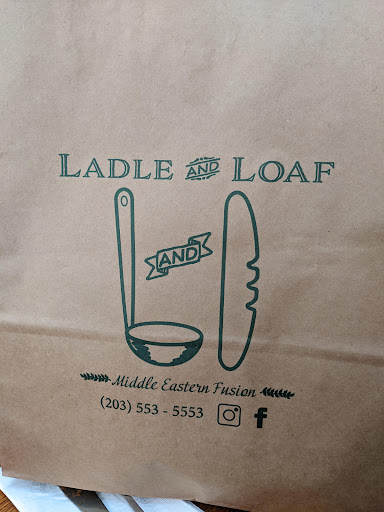 LADLE AND LOAF
AND
Middle Eastern Fusion
(203) 553 - 5553